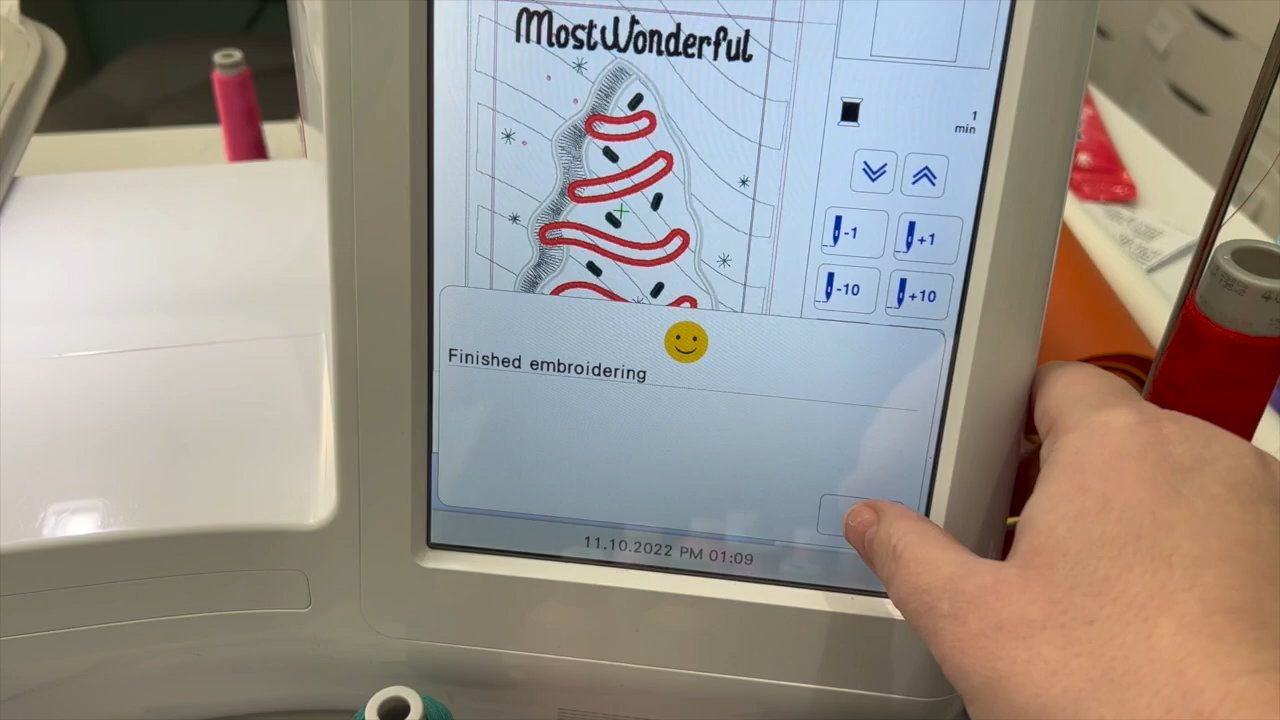 MostWonderful
1
min
-1
+1
-10
+10
Finished embroidering
11.10.2022 PM 01:09